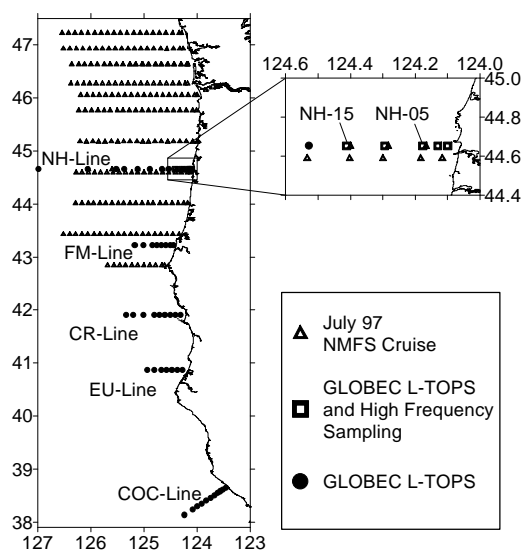 47
46
45
44
43
42
41
40
39
38
127 126 125 124 123
NH-Line
FM-Line
CR-Line
EU-Line
COC-Line
124.6 124.4 124.2 124.0
45.0
44.8
44.6
44.4
NH-15 NH-05
July 97
NMFS Cruise
GLOBEC L-TOPS
and High Frequency
Sampling
GLOBEC L-TOPS